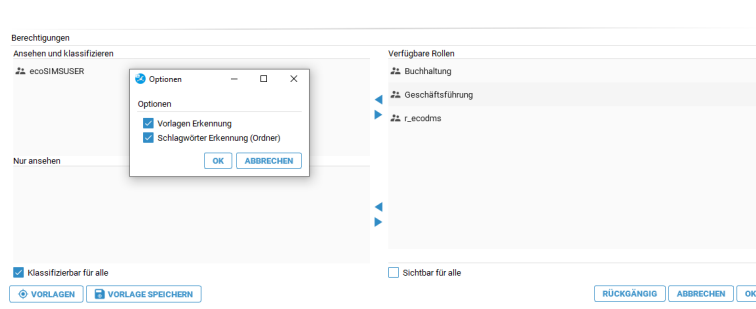 Berechtigungen
Ansehen und klassifizieren
ecoSIMSUSER
Nur ansehen
Optionen
Optionen
Vorlagen Erkennung
Schlagwörter Erkennung (Ordner)
OK ABBRECHEN
Verfügbare Rollen
Buchhaltung
Geschäftsführung
r_ecodms
Klassifizierbar für alle
Sichtbar für alle
VORLAGEN VORLAGE SPEICHERN
RÜCKGÄNGIG ABBRECHEN OK